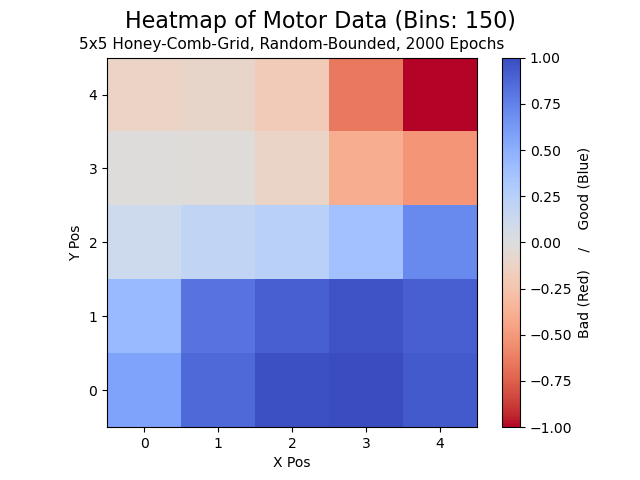 Heatmap of Motor Data (Bins: 150)
5x5 Honey-Comb-Grid, Random-Bounded, 2000 Epochs
4
3
2
1
0
Y Pos
0 1 2 3 4
X Pos
1.00
0.75
0.50
0.25
0.00
−0.25
−0.50
−0.75
−1.00
Bad (Red) / Good (Blue)